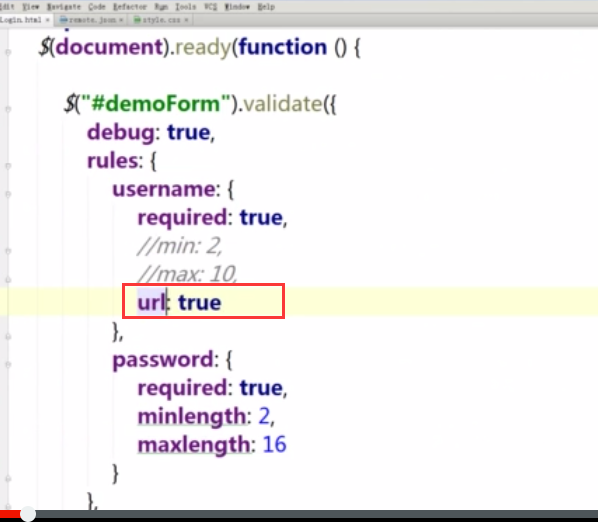 Edit View Navigate Code Refactor Run Tools VCS Window Help
Login.html × remote.json × style.css ×
$(document).ready(function () {
$("#demoForm").validate({
debug: true,
rules: {
username: {
required: true,
//min: 2,
//max: 10,
url: true
},
password: {
required: true,
minlength: 2,
maxlength: 16
}
},